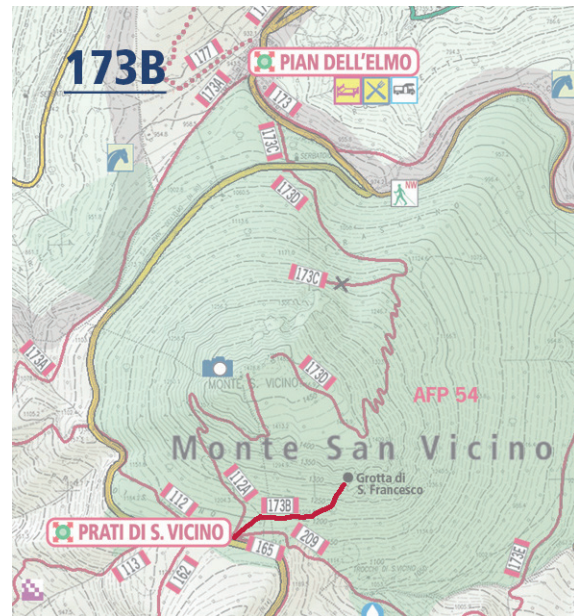 173B
177
173A
PIAN DELL'ELMO
173
173C
173D
NW
173C
173A
MONTE S. VICINO
173D
AFP 54
Monte San Vicino
Grotta di
S. Francesco
112A
173B
112
PRATI DI S. VICINO
165
209
113
162
173E